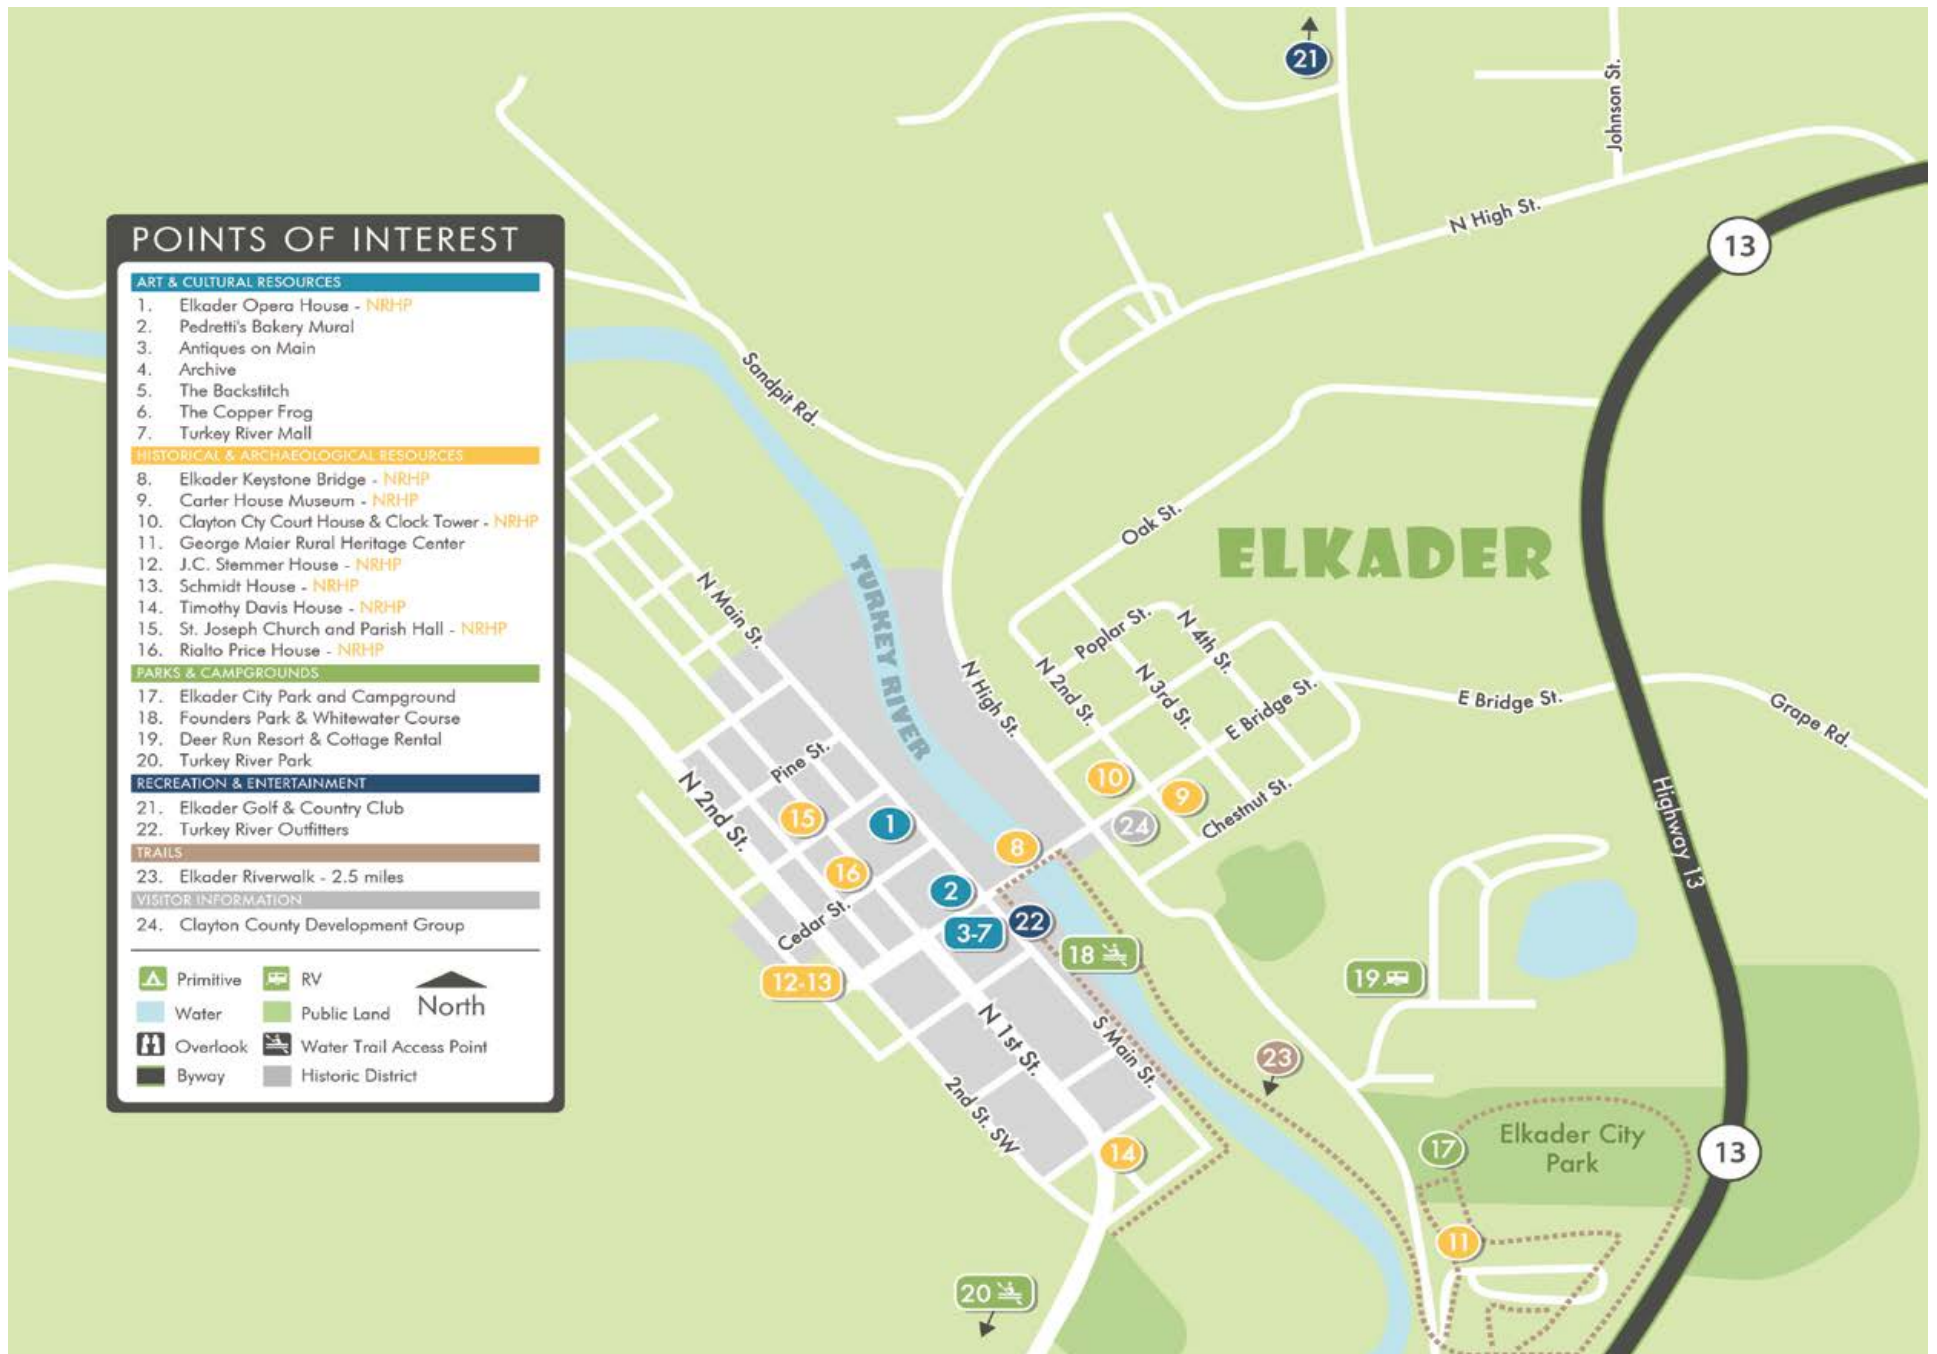 POINTS OF INTEREST
ART & CULTURAL RESOURCES
1. Elkader Opera House - NRHP
2. Pedretti's Bakery Mural
3. Antiques on Main
4. Archive
5. The Backstitch
6. The Copper Frog
7. Turkey River Mall
HISTORICAL & ARCHAEOLOGICAL RESOURCES
8. Elkader Keystone Bridge - NRHP
9. Carter House Museum - NRHP
10. Clayton Cty Court House & Clock Tower - NRHP
11. George Maier Rural Heritage Center
12. J.C. Stemmer House - NRHP
13. Schmidt House - NRHP
14. Timothy Davis House - NRHP
15. St. Joseph Church and Parish Hall - NRHP
16. Rialto Price House - NRHP
PARKS & CAMPGROUNDS
17. Elkader City Park and Campground
18. Founders Park & Whitewater Course
19. Deer Run Resort & Cottage Rental
20. Turkey River Park
RECREATION & ENTERTAINMENT
21. Elkader Golf & Country Club
22. Turkey River Outfitters
TRAILS
23. Elkader Riverwalk - 2.5 miles
VISITOR INFORMATION
24. Clayton County Development Group
Primitive
RV
North
Water
Public Land
Overlook
Water Trail Access Point
Byway
Historic District
21
Johnson St.
N High St.
13
Sandpit Rd.
Oak St.
ELKADER
TURKEY RIVER
N Main St.
Poplar St.
N 4th St.
N 2nd St.
N 3rd St.
N High St.
E Bridge St.
E Bridge St.
Grape Rd.
Pine St.
N 2nd St.
10
9
Chestnut St.
24
Highway 13
15
1
8
16
2
Cedar St.
3-7
22
18
12-13
19
N 1st St.
S Main St.
23
2nd St. SW
14
17
Elkader City
Park
13
11
20